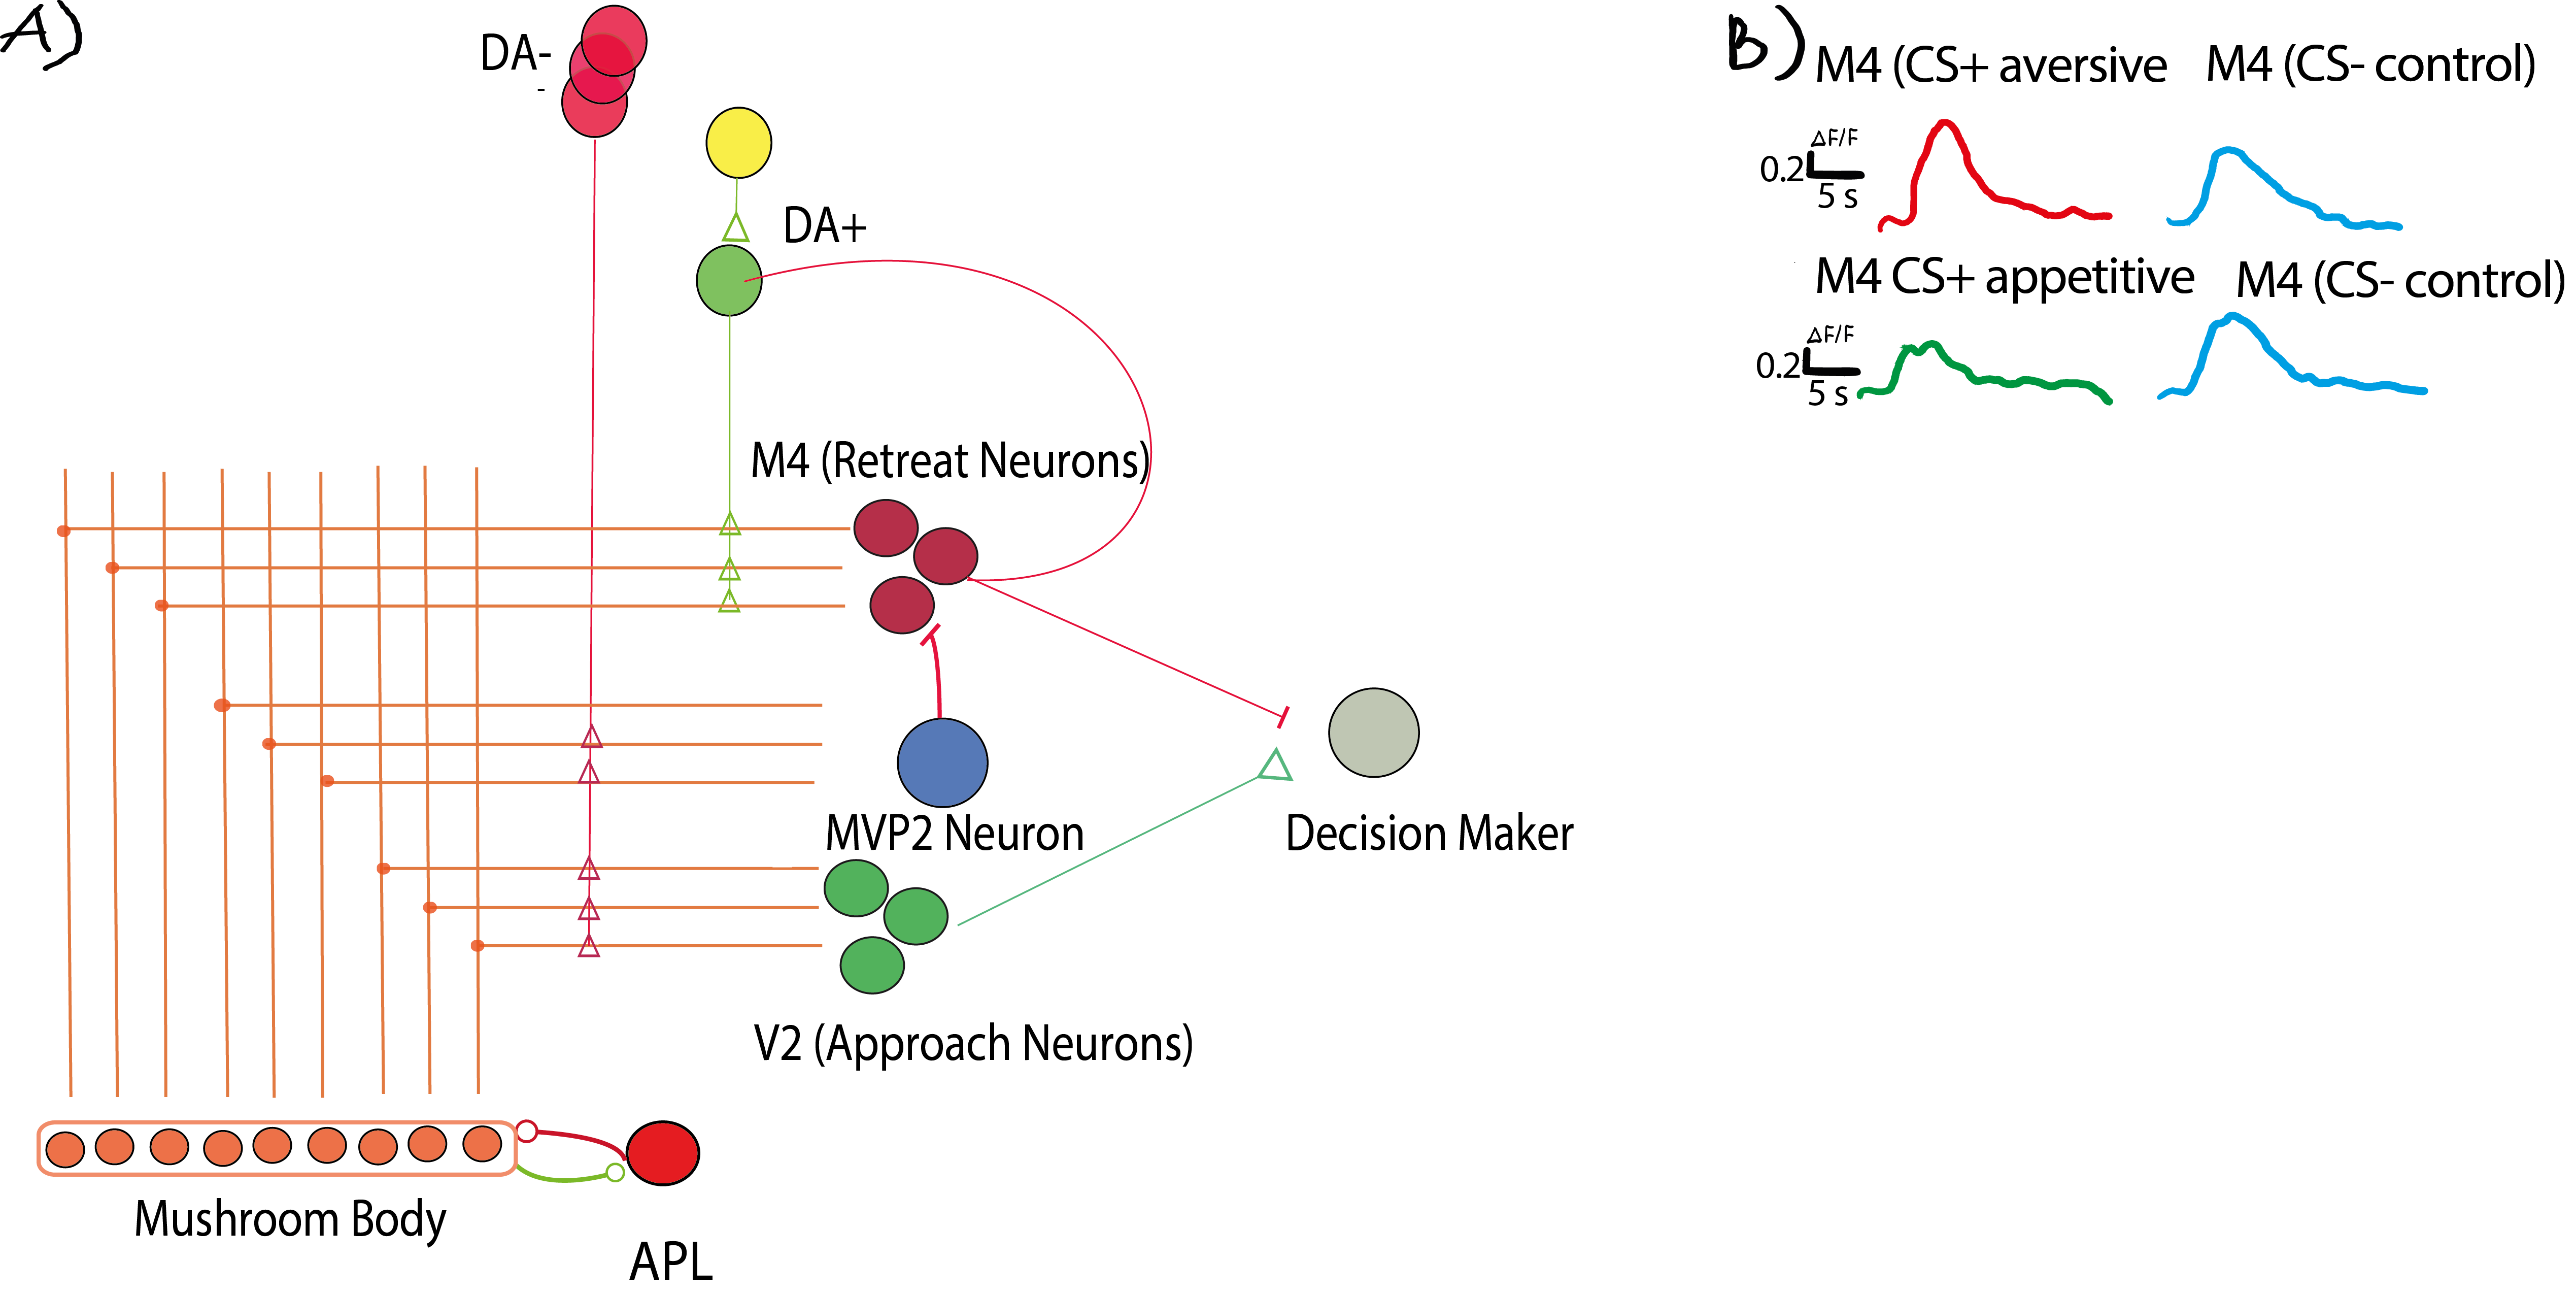 A)
DA-
-
DA+
M4 (Retreat Neurons)
MVP2 Neuron
Decision Maker
V2 (Approach Neurons)
Mushroom Body
APL
B)
M4 (CS+ aversive
M4 (CS- control)
ΔF/F
0.2
5 s
M4 CS+ appetitive
M4 (CS- control)
ΔF/F
0.2
5 s